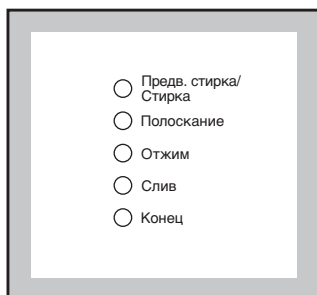 Предв. стирка/
Стирка
Полоскание
Отжим
Слив
Конец